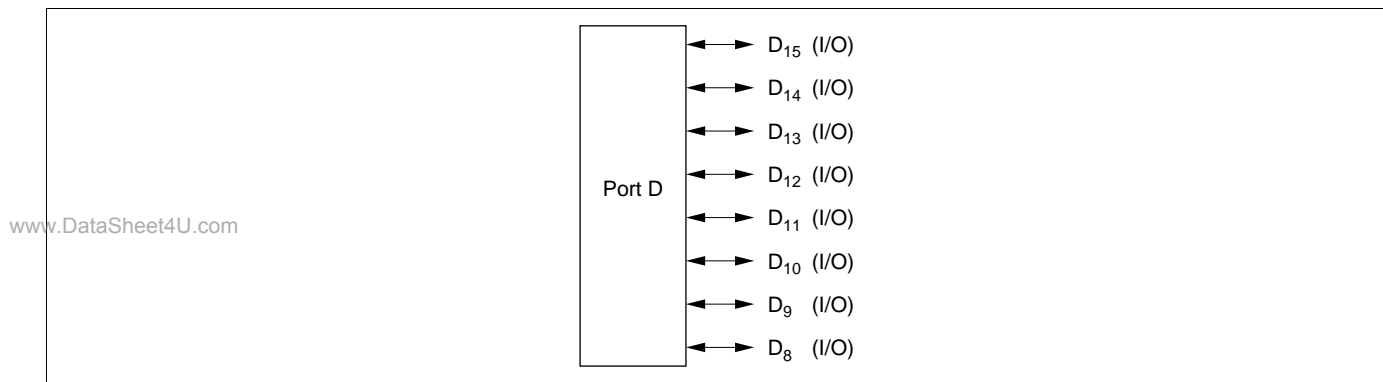 D15 (I/O)
D14 (I/O)
D13 (I/O)
D12 (I/O)
Port D
D11 (I/O)
www.DataSheet4U.com
D10 (I/O)
D9 (I/O)
D8 (I/O)